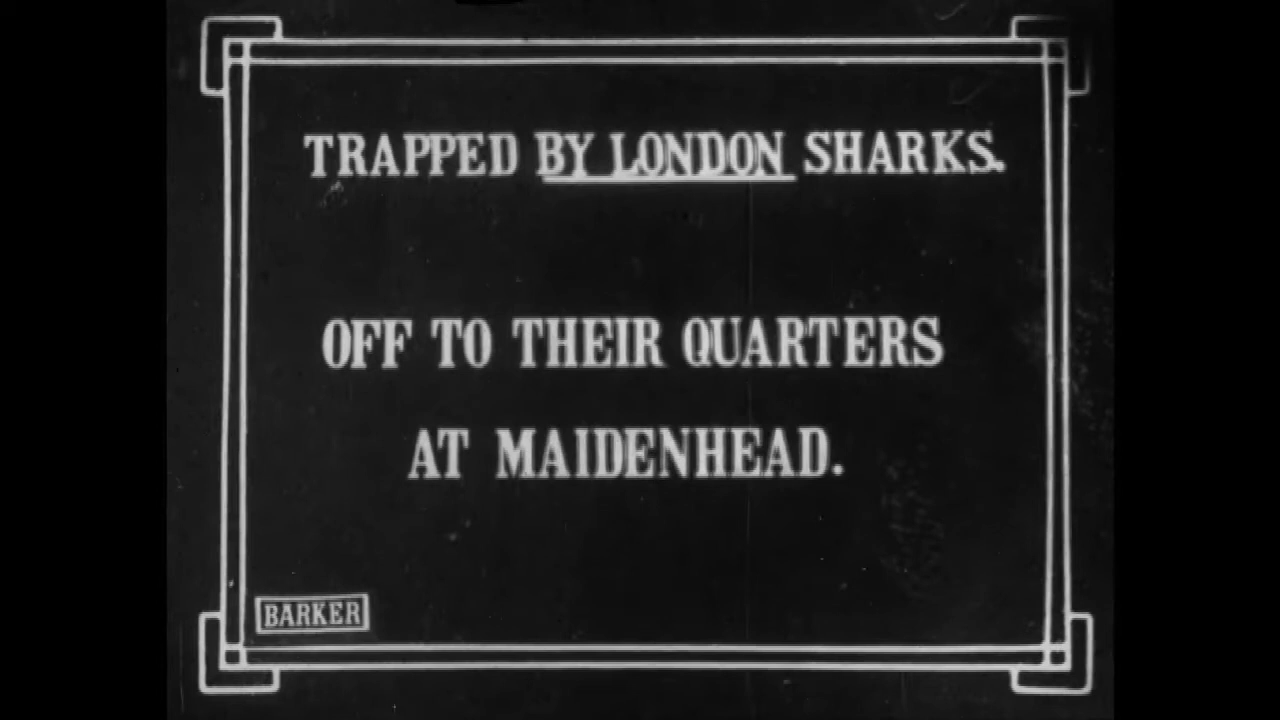 TRAPPED BY LONDON SHARKS.
OFF TO THEIR QUARTERS
AT MAIDENHEAD.
BARKER